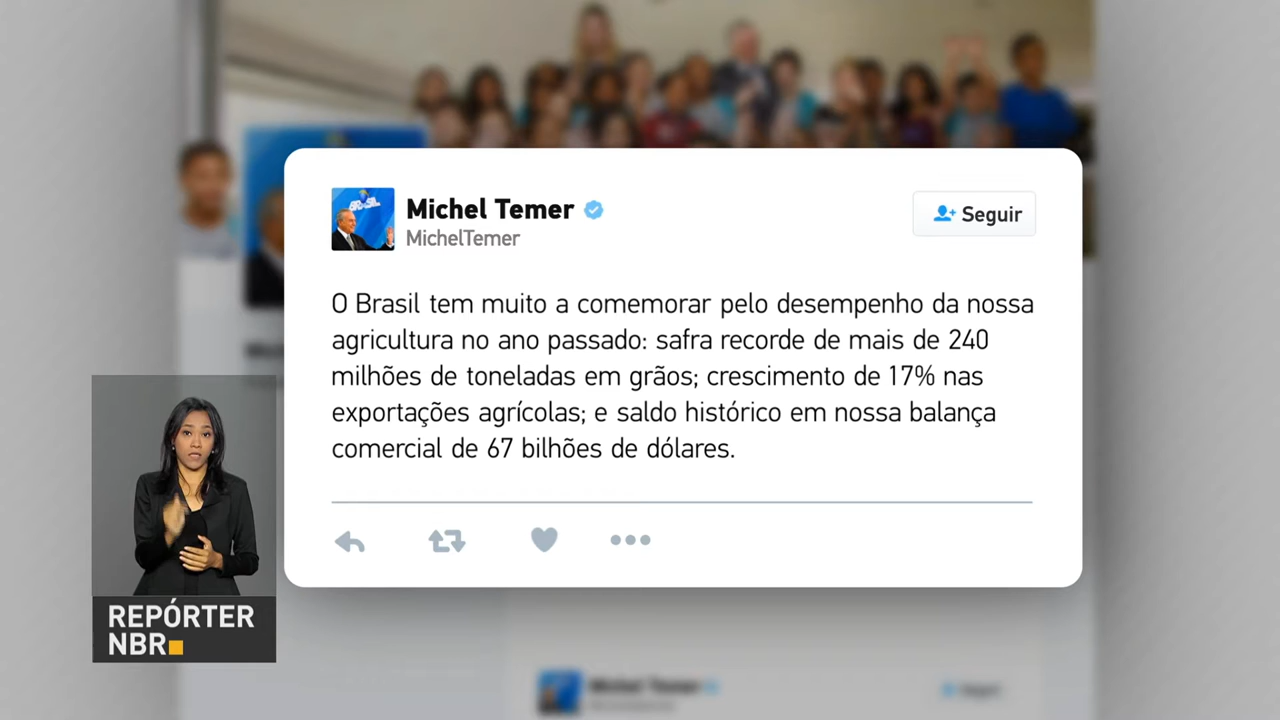 Michel Temer
MichelTemer
Seguir
O Brasil tem muito a comemorar pelo desempenho da nossa
agricultura no ano passado: safra recorde de mais de 240
milhões de toneladas em grãos; crescimento de 17% nas
exportações agrícolas; e saldo histórico em nossa balança
comercial de 67 bilhões de dólares.
REPÓRTER
NBR
Michel Temer